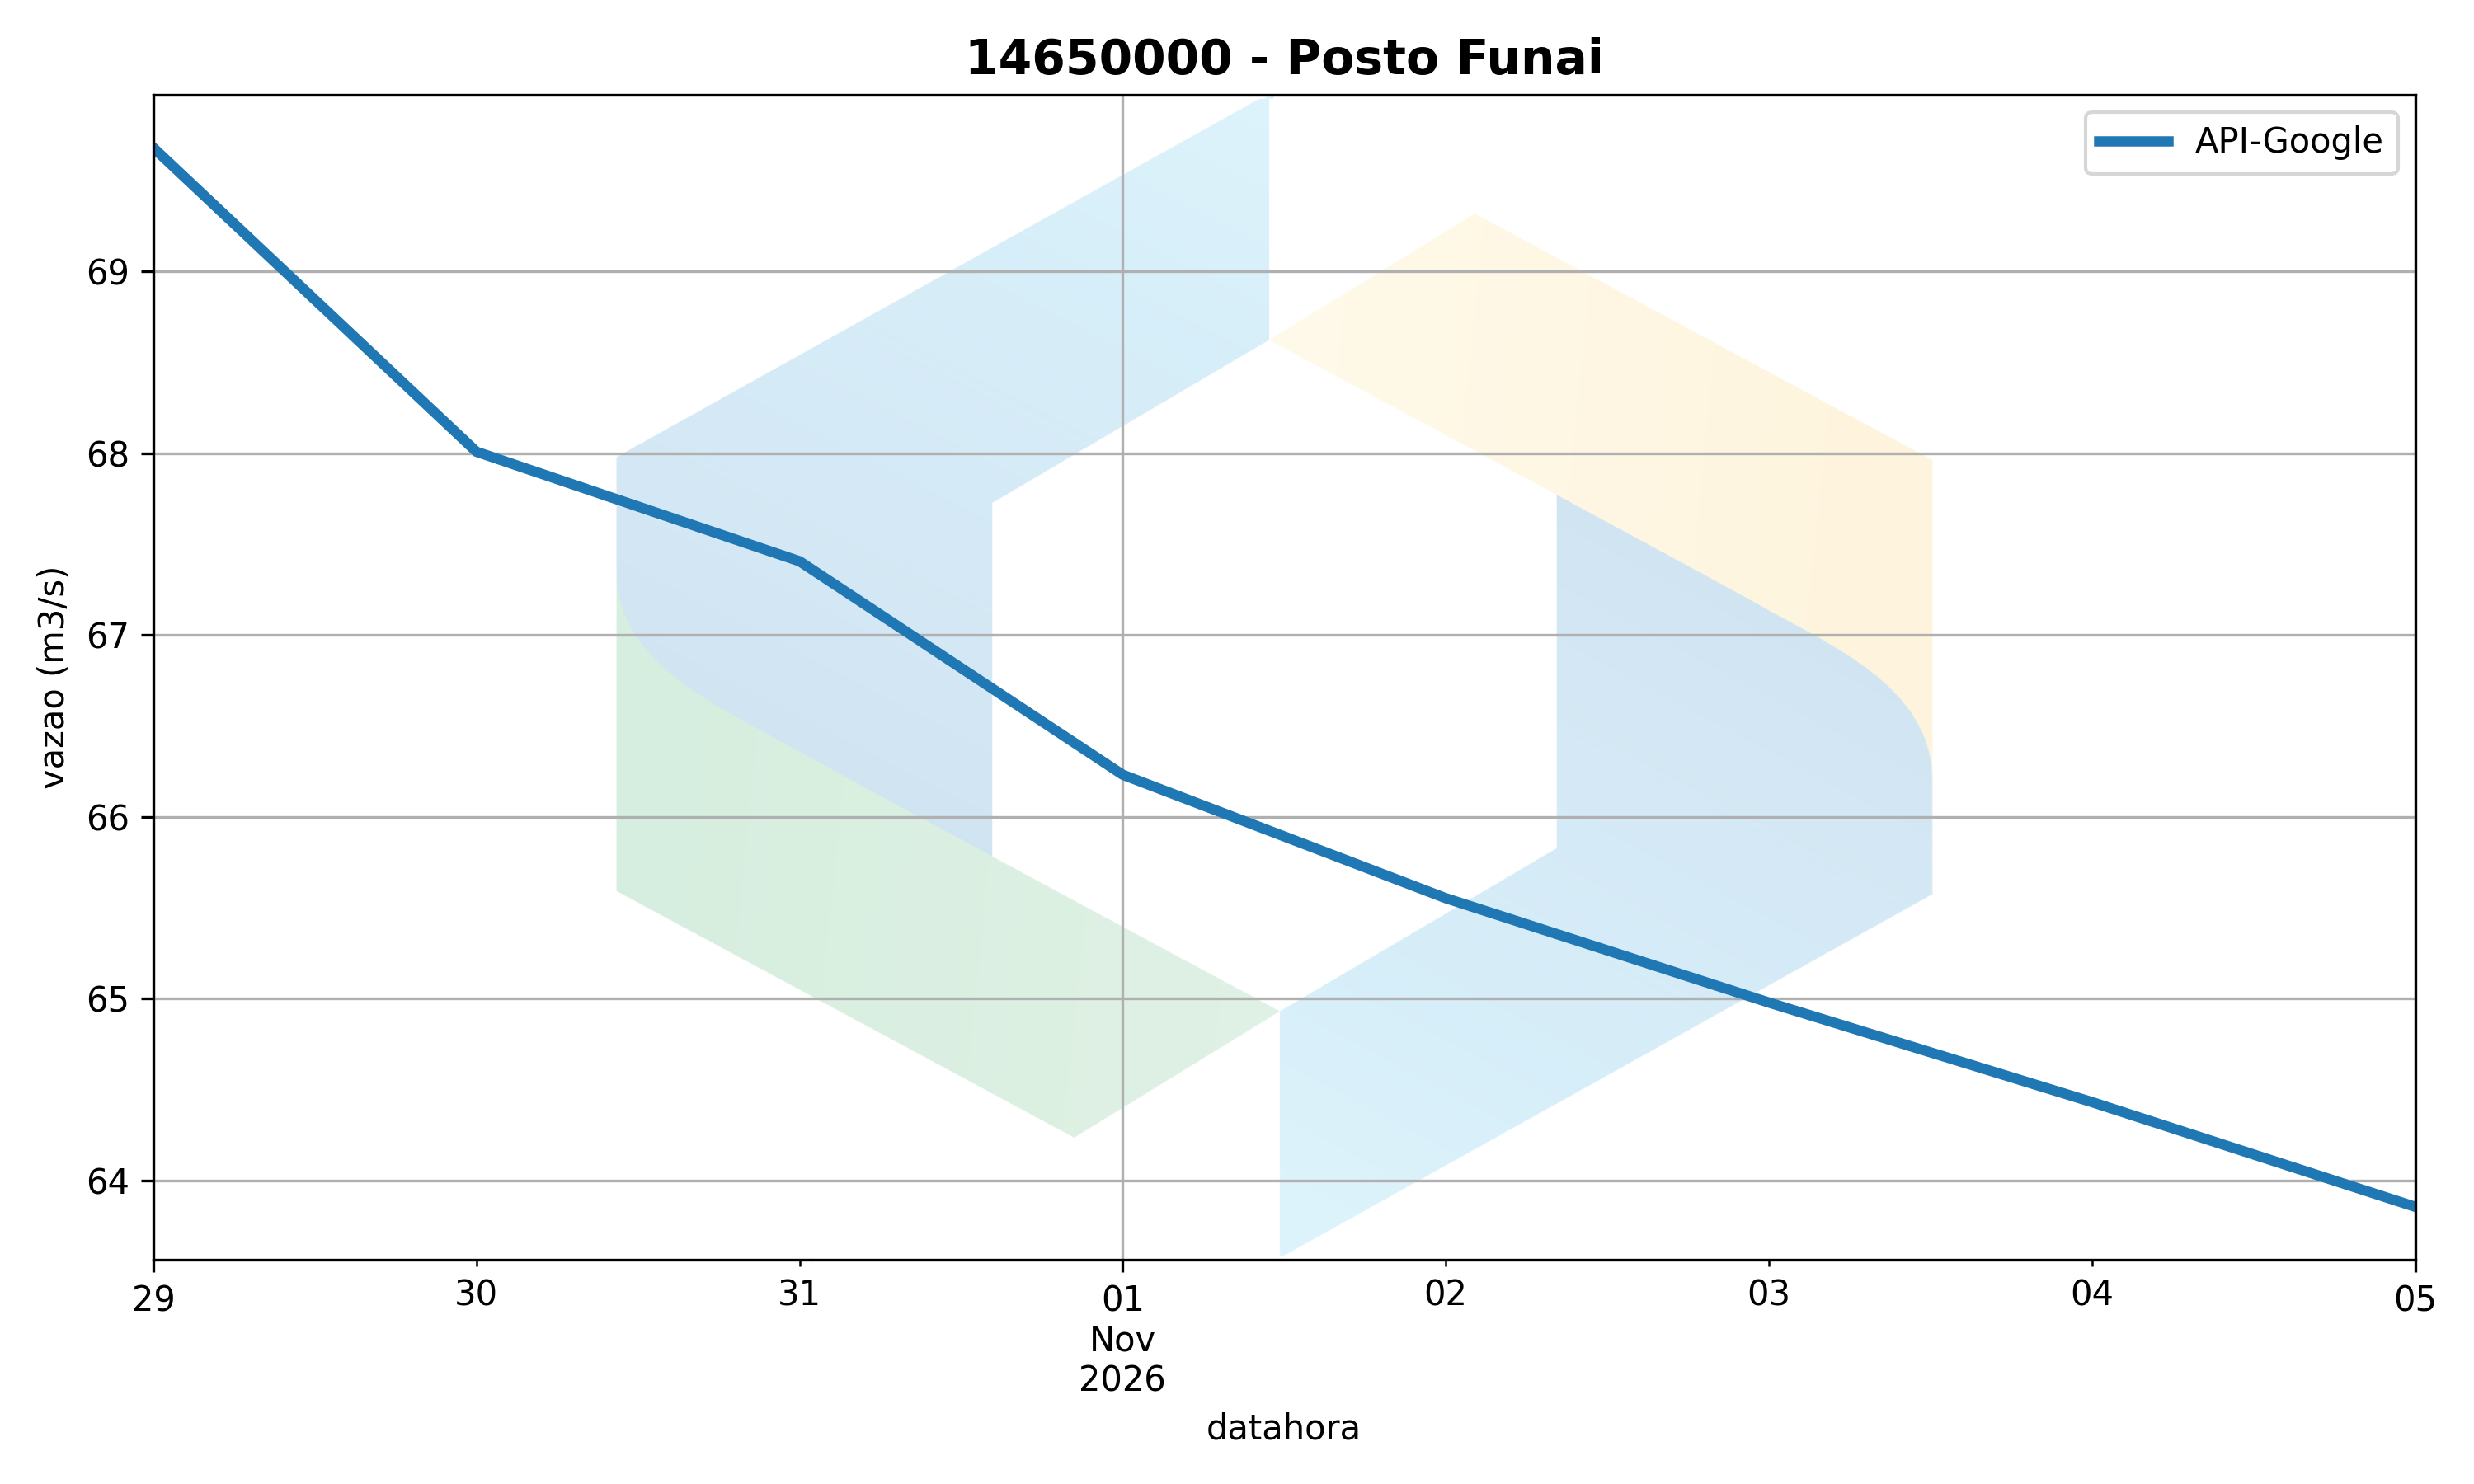 14650000 - Posto Funai
API-Google
vazao (m3/s)
69
68
67
66
65
64
29 30 31 01 02 03 04 05
Nov
2026
datahora